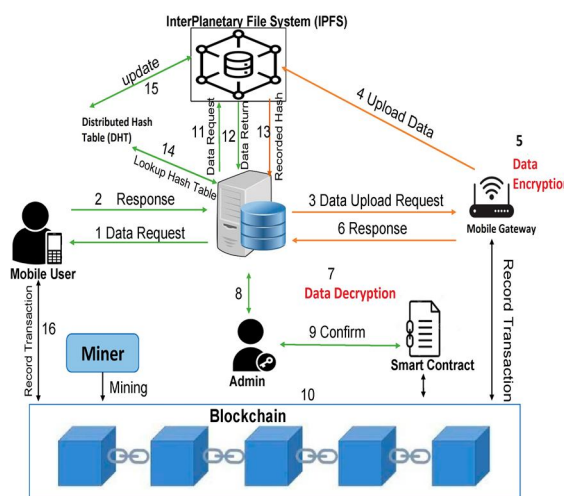 InterPlanetary File System (IPFS)
update
15
Distributed Hash
Table (DHT)
14
Lookup Hash Table
11
Data Request
12
Data Return
13
Recorded Hash
4 Upload Data
5
Data
Encryption
2 Response
1 Data Request
3 Data Upload Request
6 Response
Mobile Gateway
Mobile User
7
Data Decryption
8
9 Confirm
Admin
Smart Contract
Record Transaction
16
Miner
Mining
Record Transaction
10
Blockchain